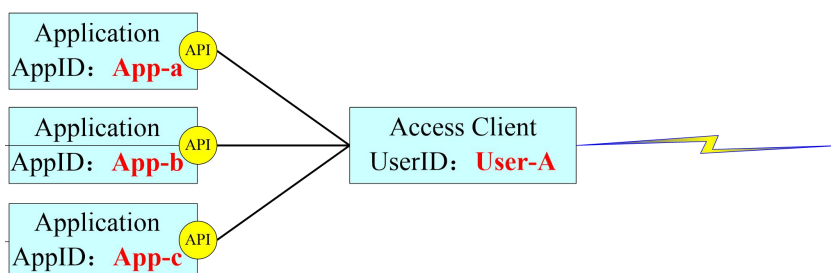 Application
AppID： App-a
API
Application
AppID： App-b
API
Application
AppID： App-c
API
Access Client
UserID： User-A